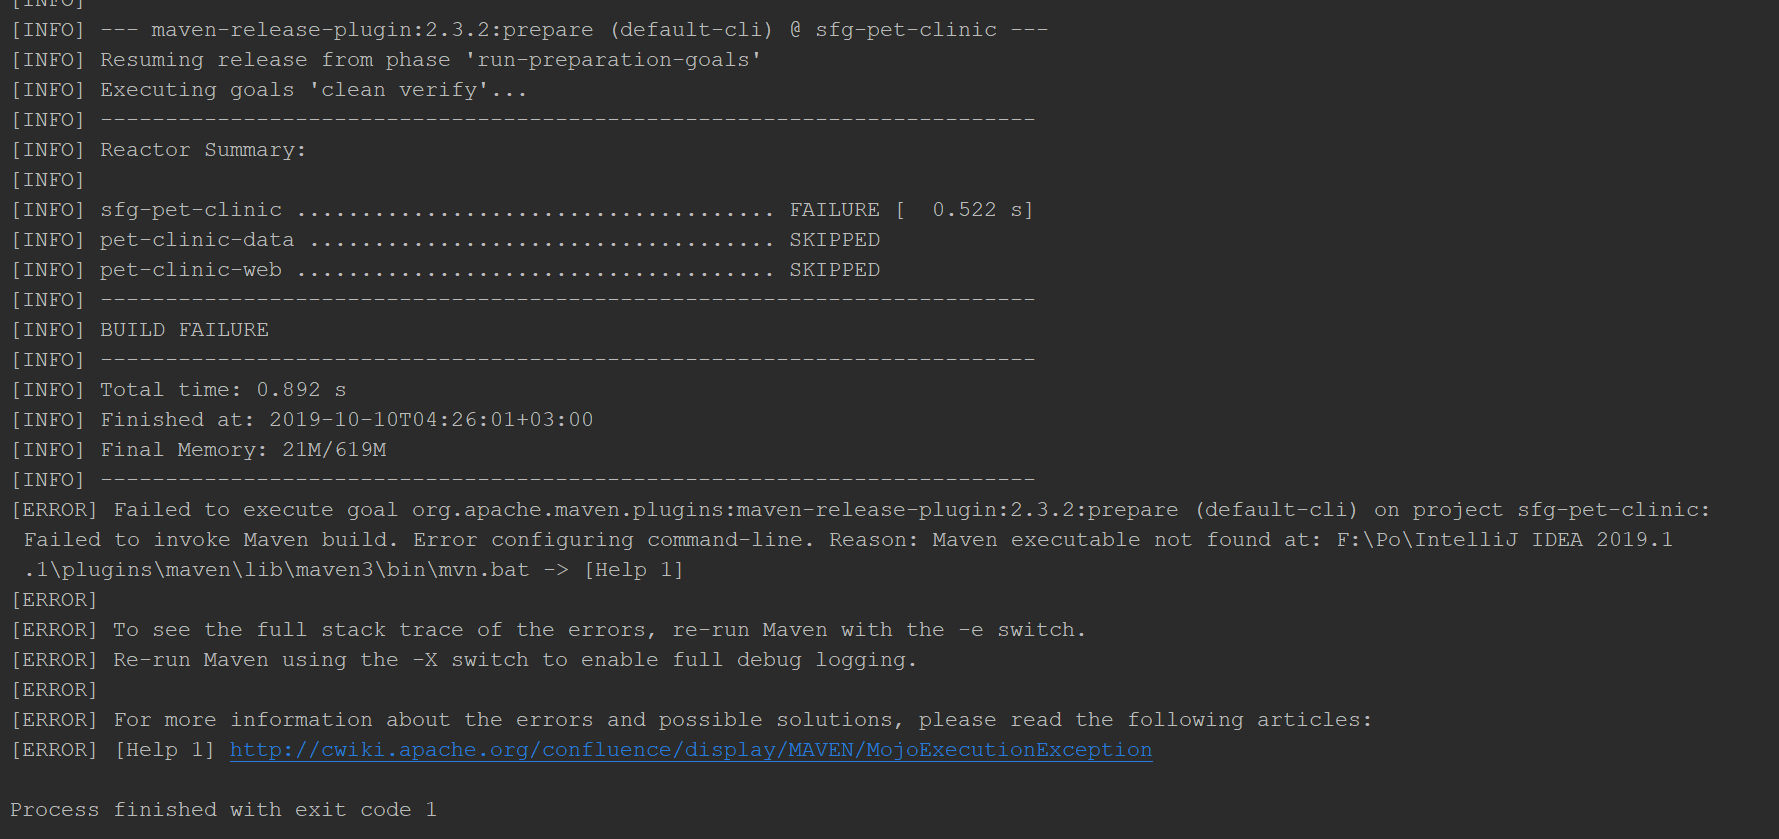 [INFO]
[INFO] --- maven-release-plugin:2.3.2:prepare (default-cli) @ sfg-pet-clinic ---
[INFO] Resuming release from phase 'run-preparation-goals'
[INFO] Executing goals 'clean verify'...
[INFO] ------------------------------------------------------------------------
[INFO] Reactor Summary:
[INFO]
[INFO] sfg-pet-clinic ..................................... FAILURE [  0.522 s]
[INFO] pet-clinic-data .................................... SKIPPED
[INFO] pet-clinic-web ..................................... SKIPPED
[INFO] ------------------------------------------------------------------------
[INFO] BUILD FAILURE
[INFO] ------------------------------------------------------------------------
[INFO] Total time: 0.892 s
[INFO] Finished at: 2019-10-10T04:26:01+03:00
[INFO] Final Memory: 21M/619M
[INFO] ------------------------------------------------------------------------
[ERROR] Failed to execute goal org.apache.maven.plugins:maven-release-plugin:2.3.2:prepare (default-cli) on project sfg-pet-clinic:
Failed to invoke Maven build. Error configuring command-line. Reason: Maven executable not found at: F:\Po\IntelliJ IDEA 2019.1
.1\plugins\maven\lib\maven3\bin\mvn.bat -> [Help 1]
[ERROR]
[ERROR] To see the full stack trace of the errors, re-run Maven with the -e switch.
[ERROR] Re-run Maven using the -X switch to enable full debug logging.
[ERROR]
[ERROR] For more information about the errors and possible solutions, please read the following articles:
[ERROR] [Help 1] http://cwiki.apache.org/confluence/display/MAVEN/MojoExecutionException
Process finished with exit code 1